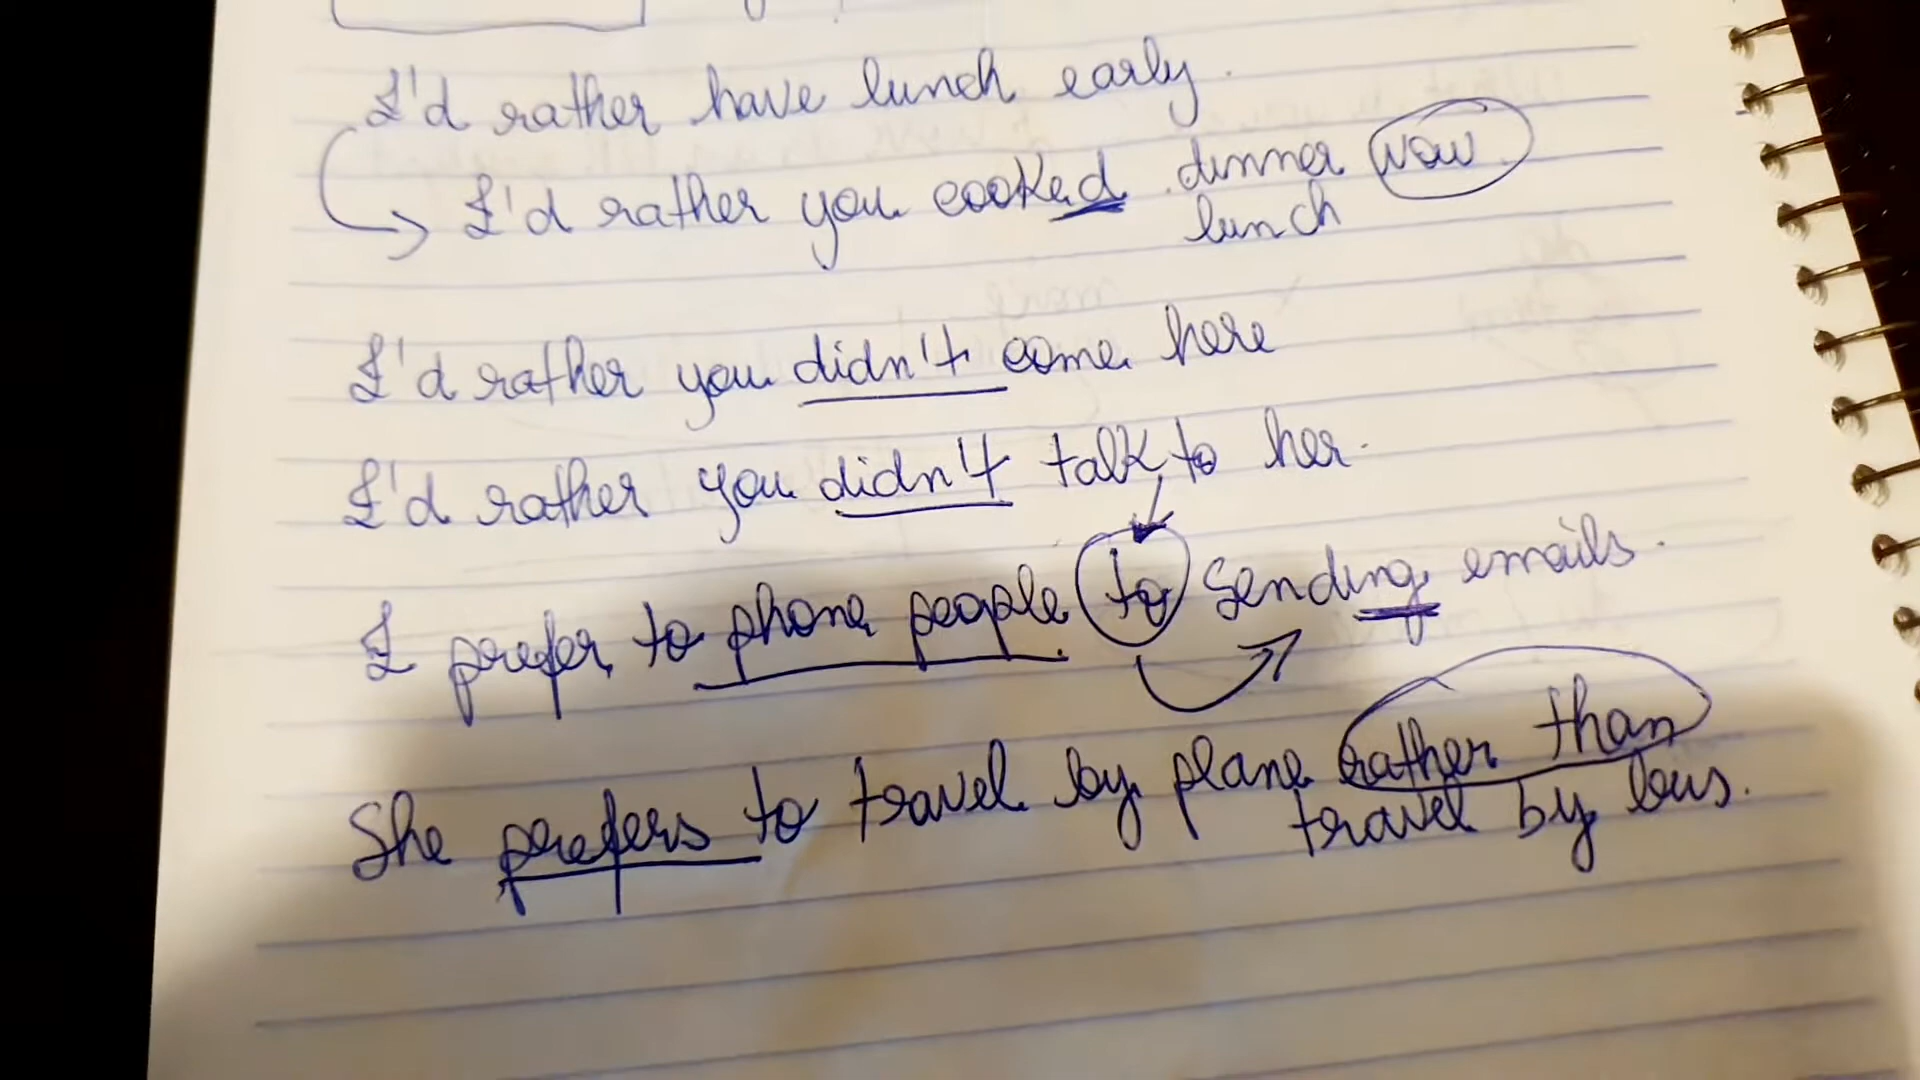 I'd rather have lunch early.
I'd rather you cooked dinner now
lunch
I'd rather you didn't come here
I'd rather you didn't talk to her.
I prefer to phone people to sending emails.
She prefers to travel by plane rather than
travel by bus.